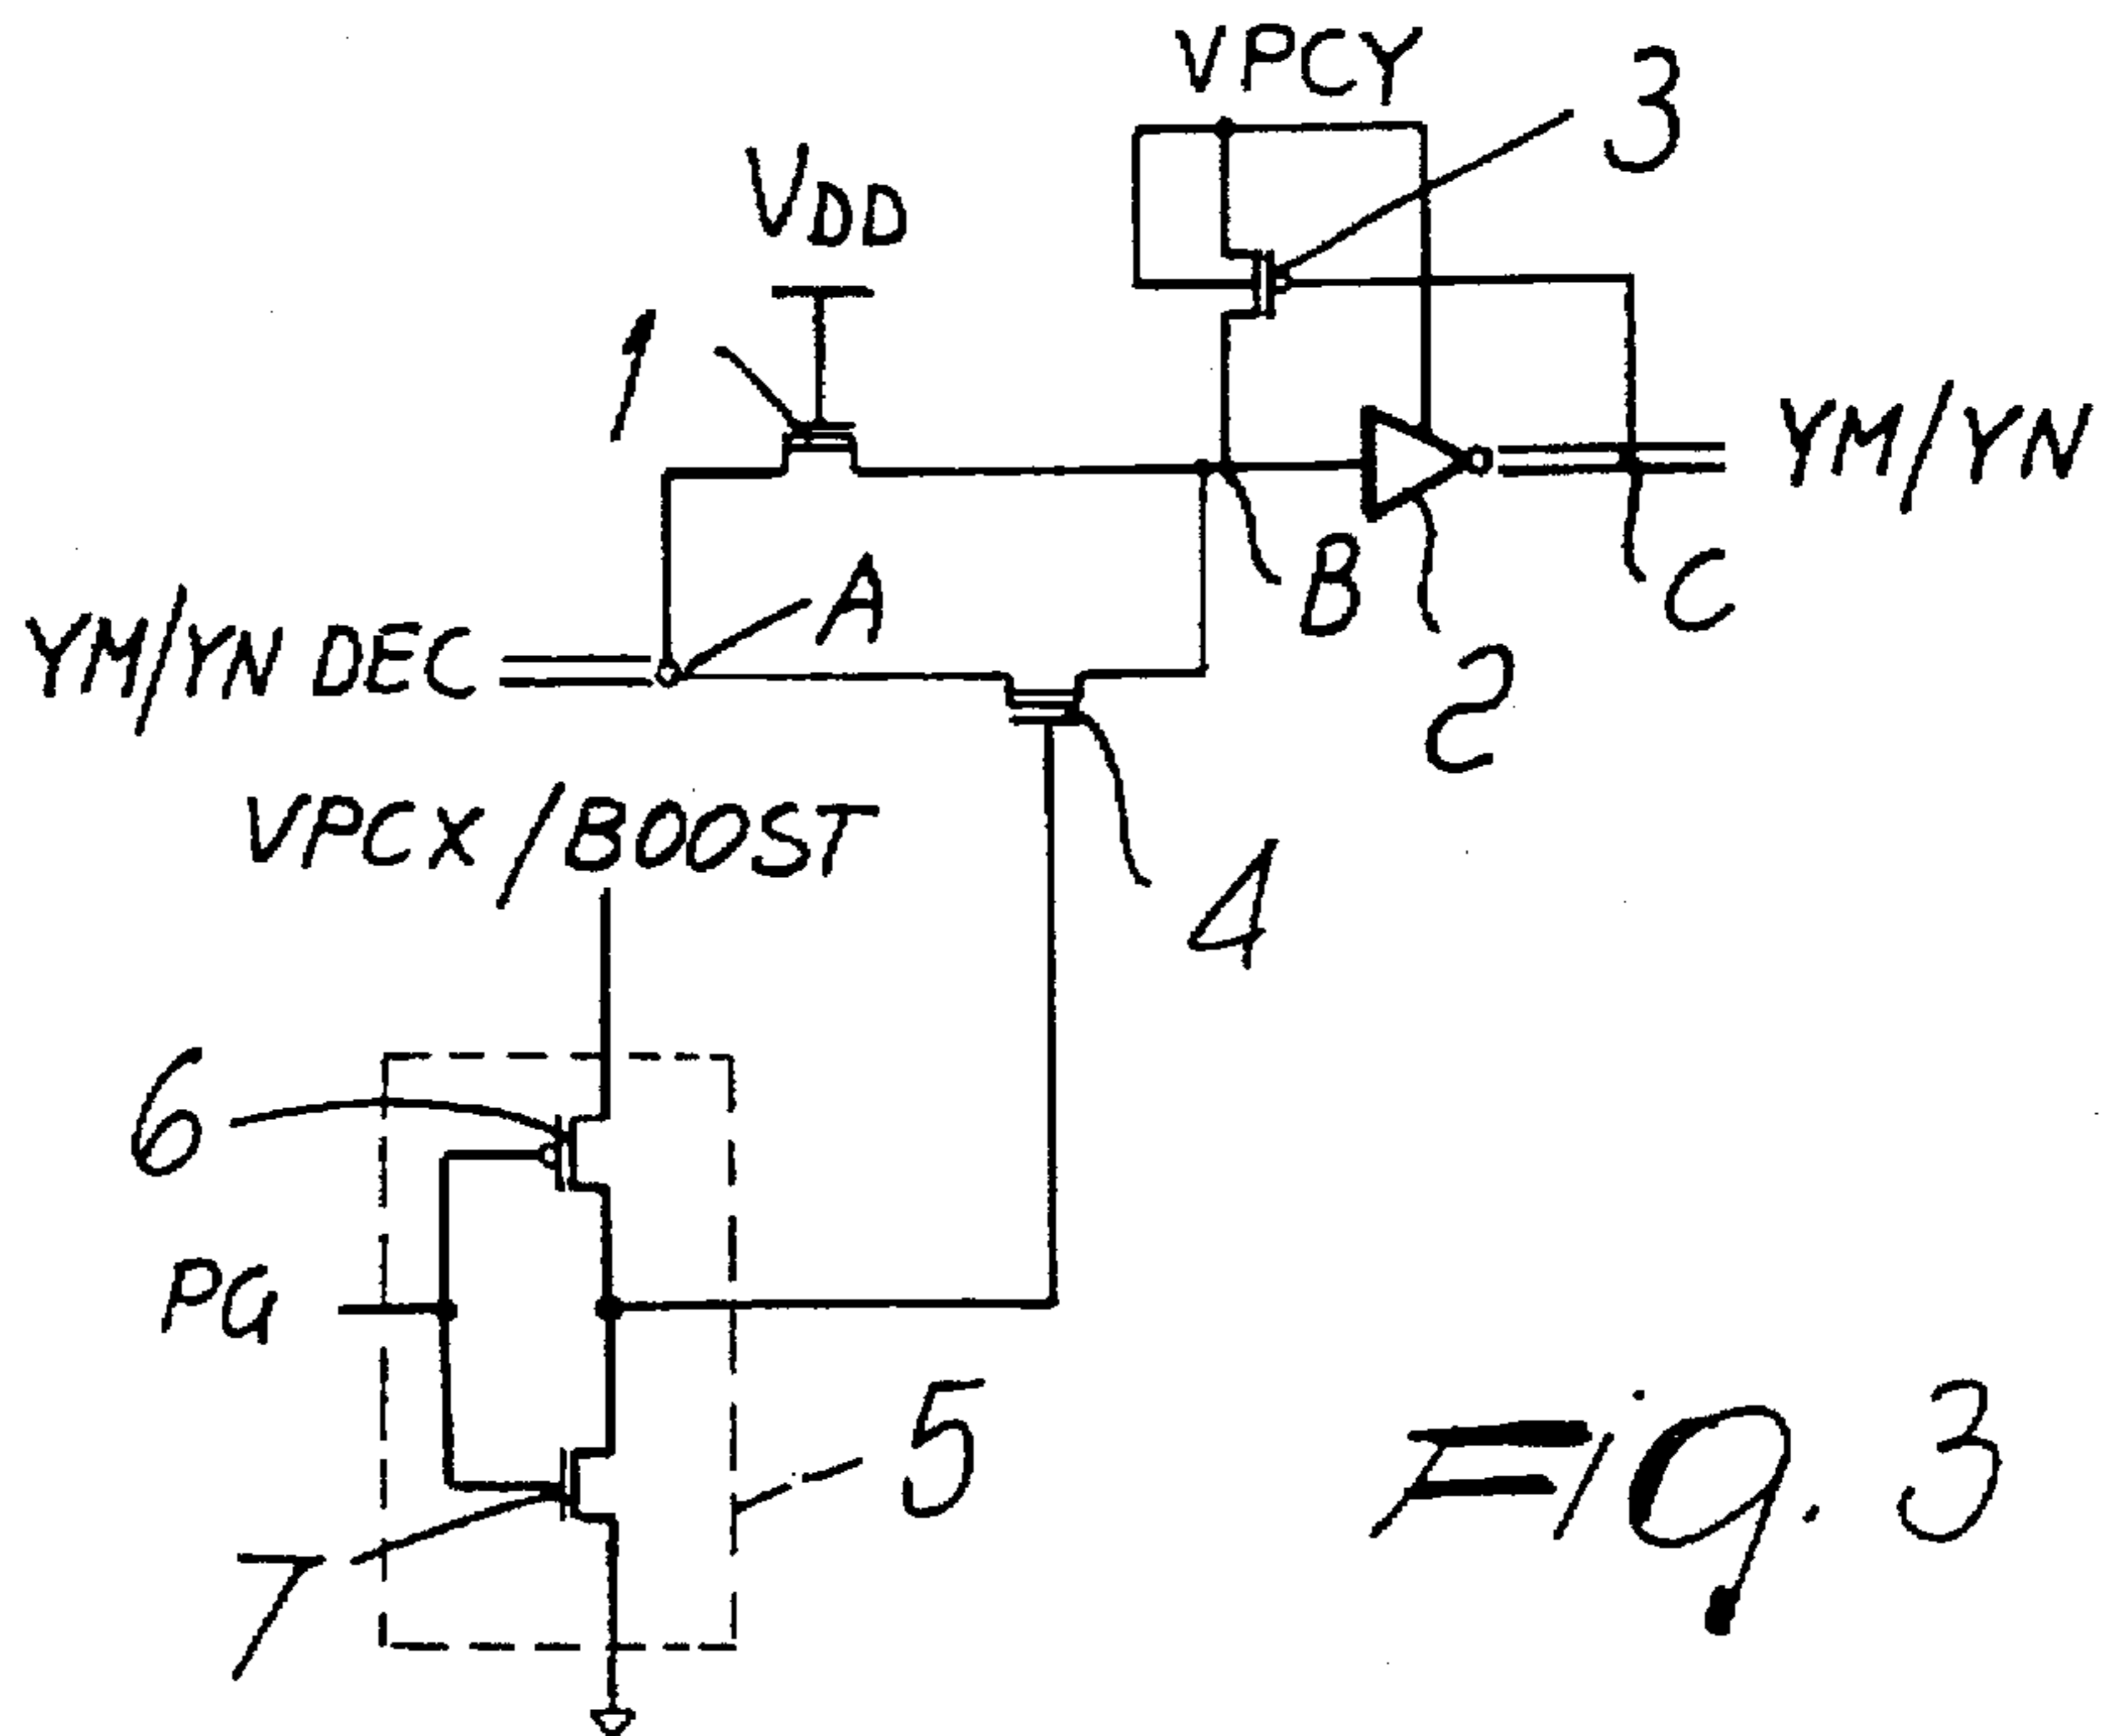 VPCY
3
VDD
1
YM/YN
A
B
C
YM/YN DEC
2
VPCX/BOOST
4
6
PG
5
7
Fig. 3